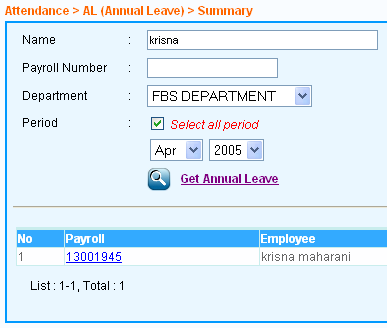 Attendance > AL (Annual Leave) > Summary
Name : krisna
Payroll Number :
Department : FBS DEPARTMENT
Period : Select all period
Apr 2005
Get Annual Leave
No Payroll Employee
1 13001945 krisna maharani
List : 1-1, Total : 1